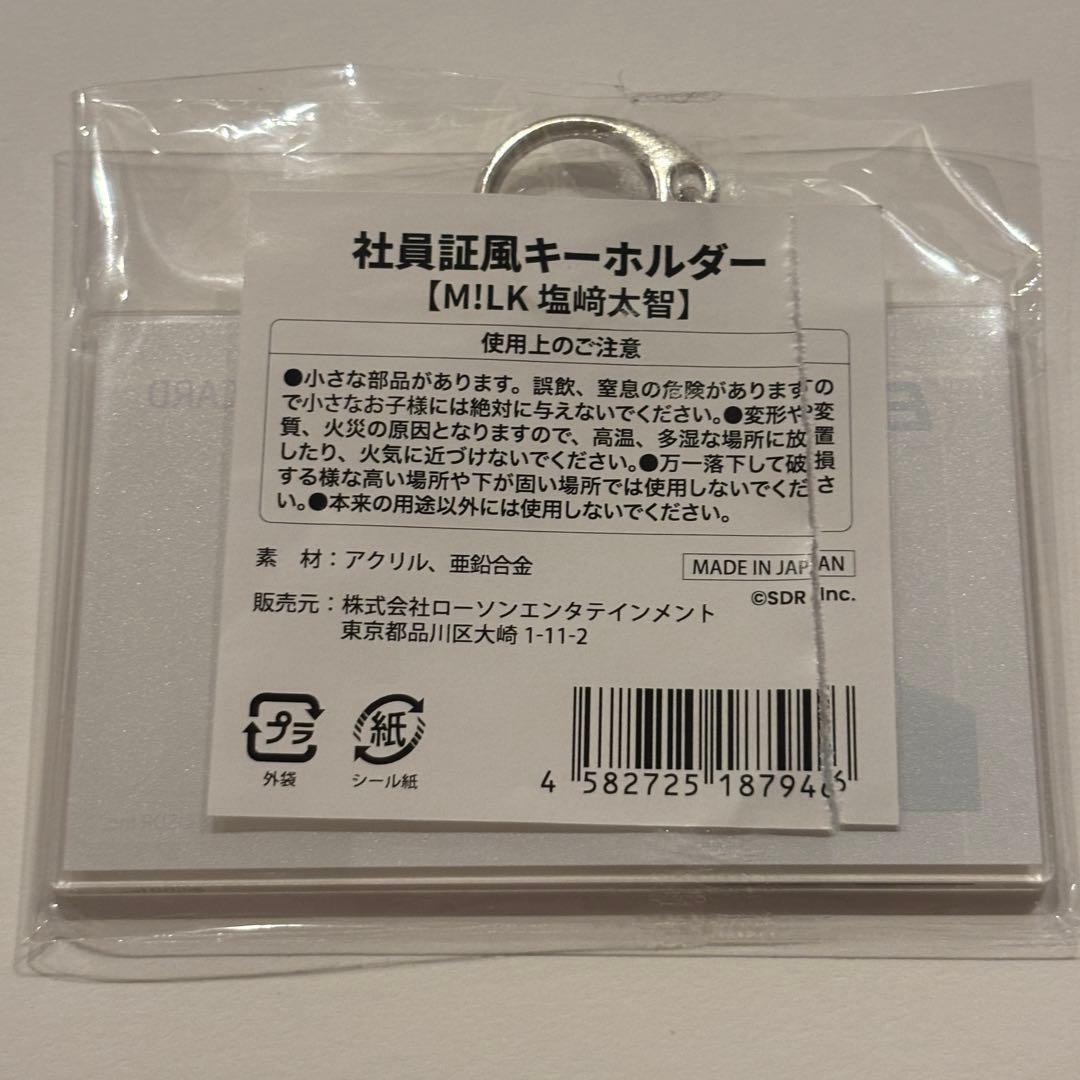 社員証風キーホルダー
【M!LK 塩﨑太智】
使用上のご注意
●小さな部品があります。誤飲、窒息の危険がありますの
で小さなお子様には絶対に与えないでください。●変形や変
質、火災の原因となりますので、高温、多湿な場所に放置
したり、火気に近づけないでください。●万一落下して破損
する様な高い場所や下が固い場所では使用しないでくださ
い。●本来の用途以外には使用しないでください。
素　材：アクリル、亜鉛合金
MADE IN JAPAN
©SDR Inc.
販売元：株式会社ローソンエンタテインメント
東京都品川区大崎 1-11-2
プラ
外袋
紙
シール紙
4 582725 187946
CARD